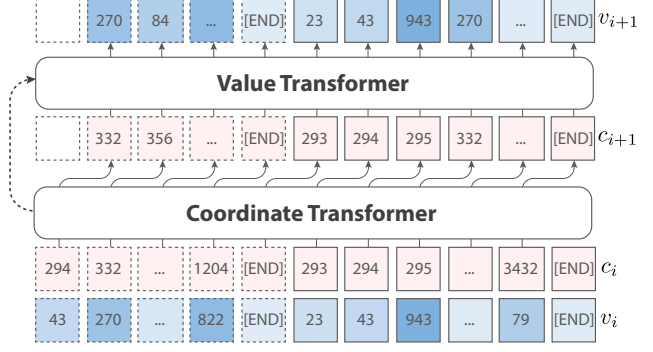 270 84 ... [END] 23 43 943 270 ... [END] v_{i+1}
Value Transformer
332 356 ... [END] 293 294 295 332 ... [END] c_{i+1}
Coordinate Transformer
294 332 ... 1204 [END] 293 294 295 ... 3432 [END] c_i
43 270 ... 822 [END] 23 43 943 ... 79 [END] v_i